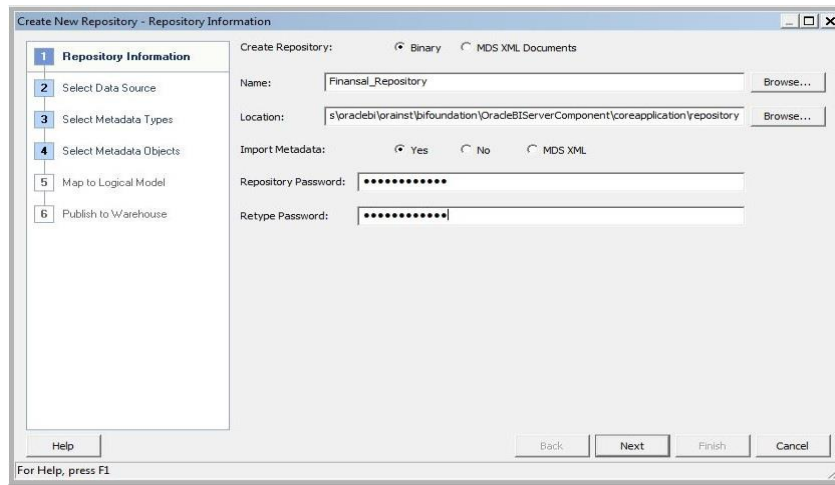 Create New Repository - Repository Information
1 Repository Information
2 Select Data Source
3 Select Metadata Types
4 Select Metadata Objects
5 Map to Logical Model
6 Publish to Warehouse
Create Repository: Binary MDS XML Documents
Name: Finansal_Repository Browse...
Location: s\oraclebi\orainst\bifoundation\OracleBIServerComponent\coreapplication\repository Browse...
Import Metadata: Yes No MDS XML
Repository Password: ●●●●●●●●●●●●
Retype Password: ●●●●●●●●●●●●
Help Back Next Finish Cancel
For Help, press F1